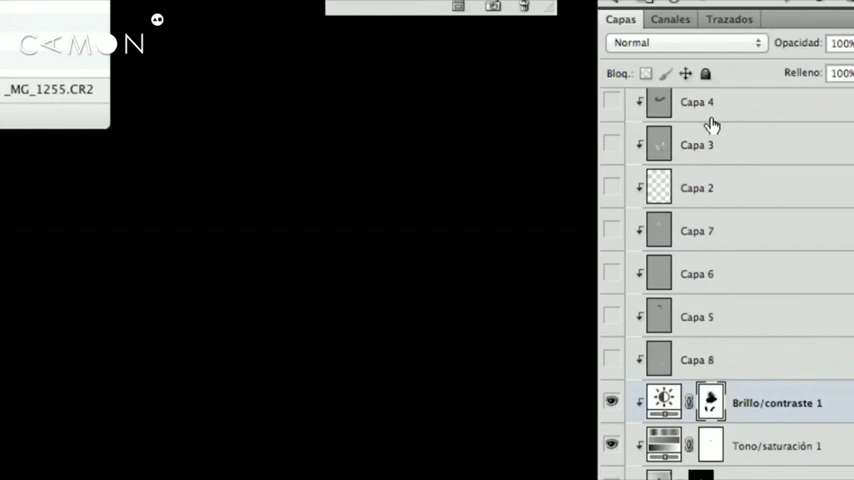 CAMON
_MG_1255.CR2
Capas Canales Trazados
Normal Opacidad: 100%
Bloq.: Relleno: 100%
Capa 4
Capa 3
Capa 2
Capa 7
Capa 6
Capa 5
Capa 8
Brillo/contraste 1
Tono/saturación 1